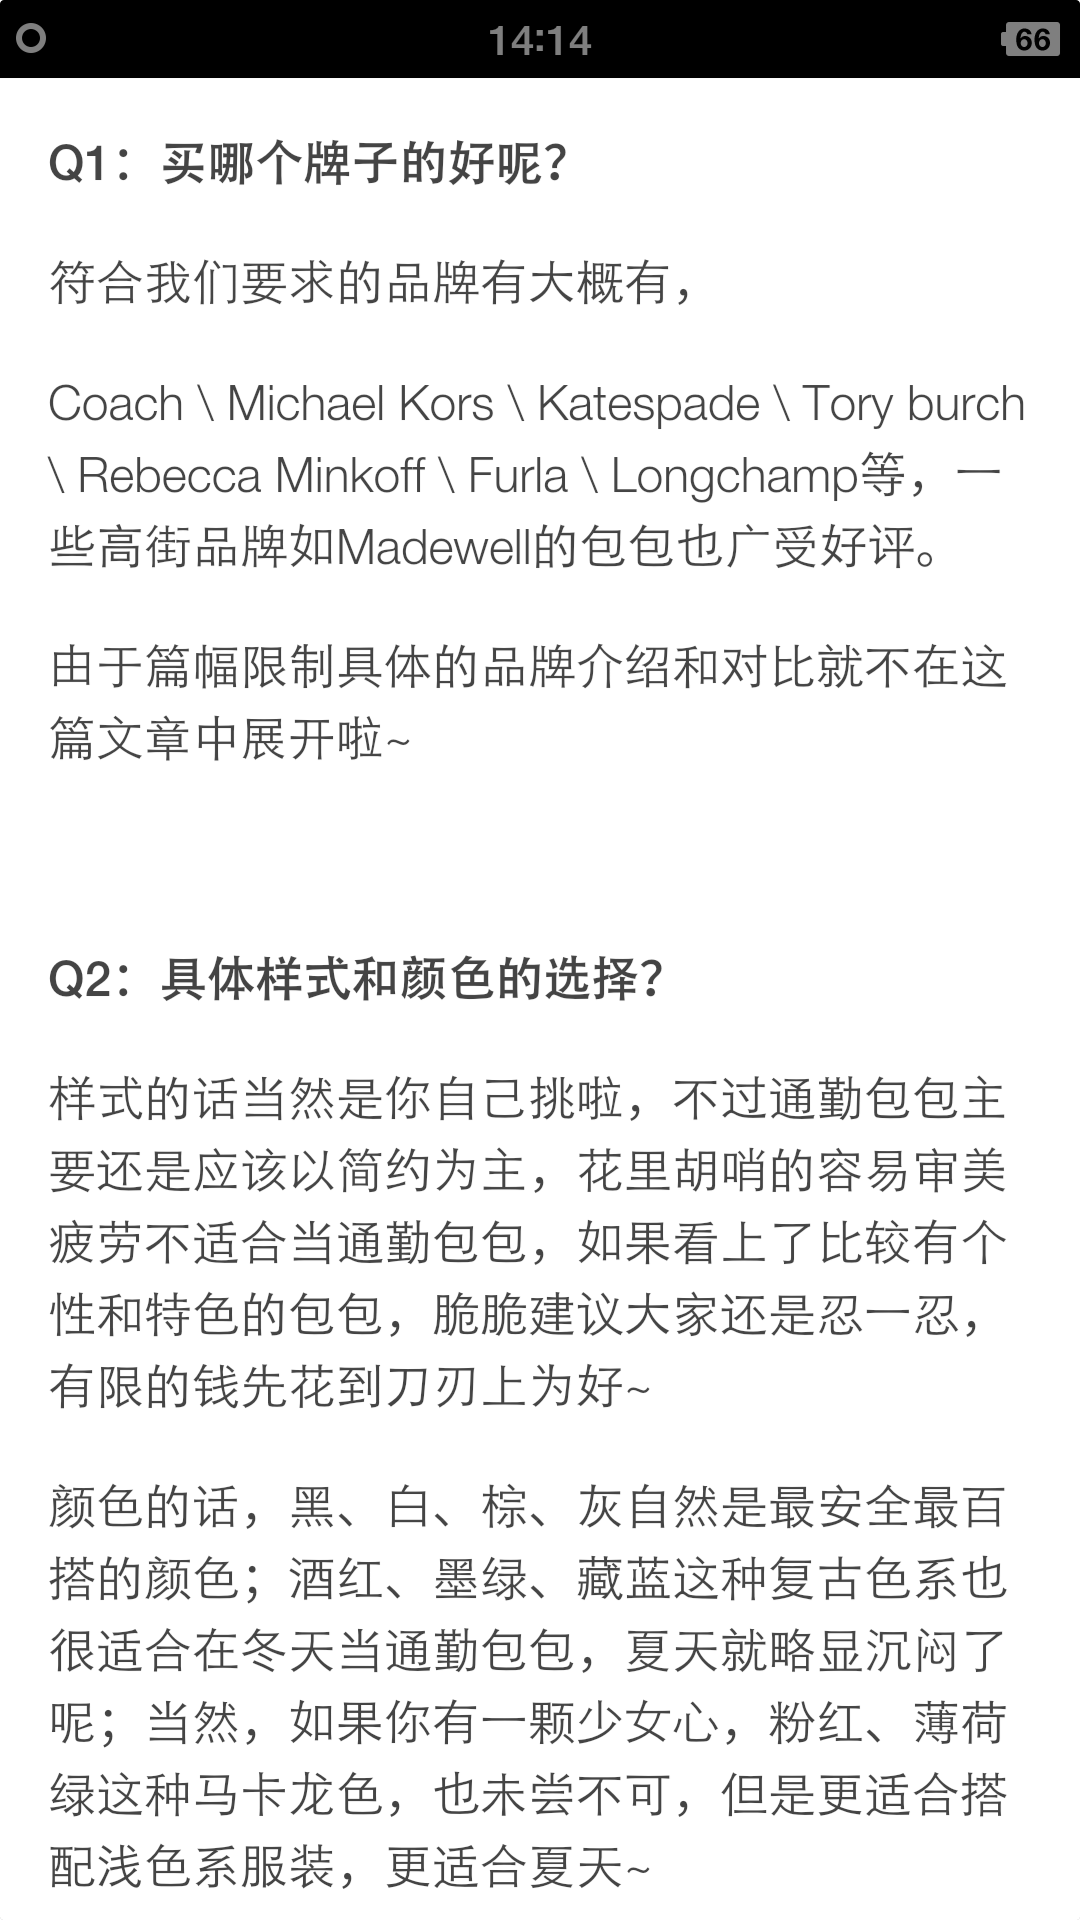 14:14
66
Q1：买哪个牌子的好呢？
符合我们要求的品牌有大概有，
Coach \ Michael Kors \ Katespade \ Tory burch
\ Rebecca Minkoff \ Furla \ Longchamp等，一
些高街品牌如Madewell的包包也广受好评。
由于篇幅限制具体的品牌介绍和对比就不在这
篇文章中展开啦~
Q2：具体样式和颜色的选择？
样式的话当然是你自己挑啦，不过通勤包包主
要还是应该以简约为主，花里胡哨的容易审美
疲劳不适合当通勤包包，如果看上了比较有个
性和特色的包包，脆脆建议大家还是忍一忍，
有限的钱先花到刀刃上为好~
颜色的话，黑、白、棕、灰自然是最安全最百
搭的颜色；酒红、墨绿、藏蓝这种复古色系也
很适合在冬天当通勤包包，夏天就略显沉闷了
呢；当然，如果你有一颗少女心，粉红、薄荷
绿这种马卡龙色，也未尝不可，但是更适合搭
配浅色系服装，更适合夏天~